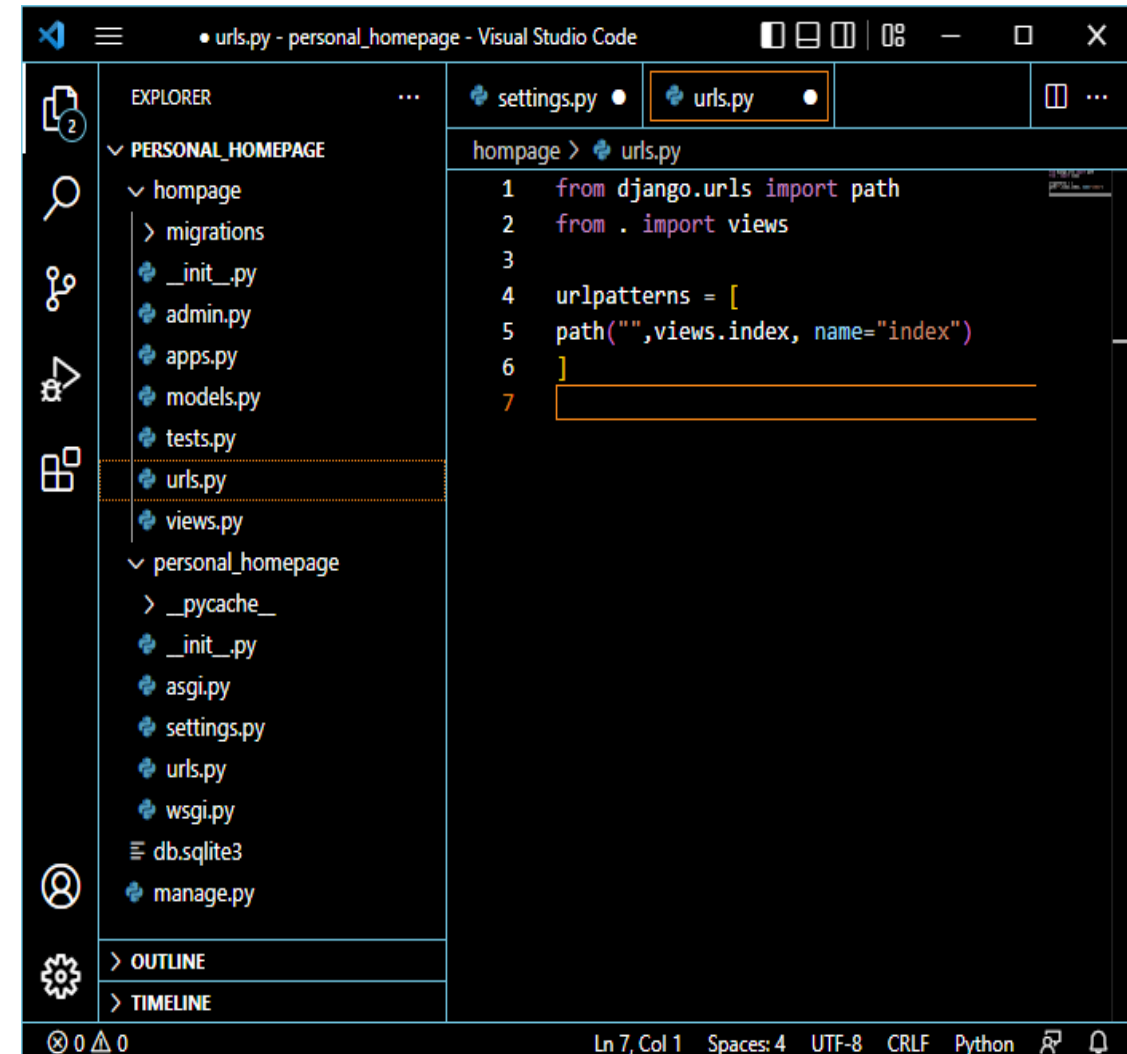 urls.py - personal_homepage - Visual Studio Code
2
EXPLORER
PERSONAL_HOMEPAGE
hompage
migrations
__init__.py
admin.py
apps.py
models.py
tests.py
urls.py
views.py
personal_homepage
__pycache__
__init__.py
asgi.py
settings.py
urls.py
wsgi.py
db.sqlite3
manage.py
OUTLINE
TIMELINE
settings.py urls.py
hompage > urls.py
1 from django.urls import path
2 from . import views
3
4 urlpatterns = [
5 path("",views.index, name="index")
6 ]
7
0 0 Ln 7, Col 1 Spaces: 4 UTF-8 CRLF Python